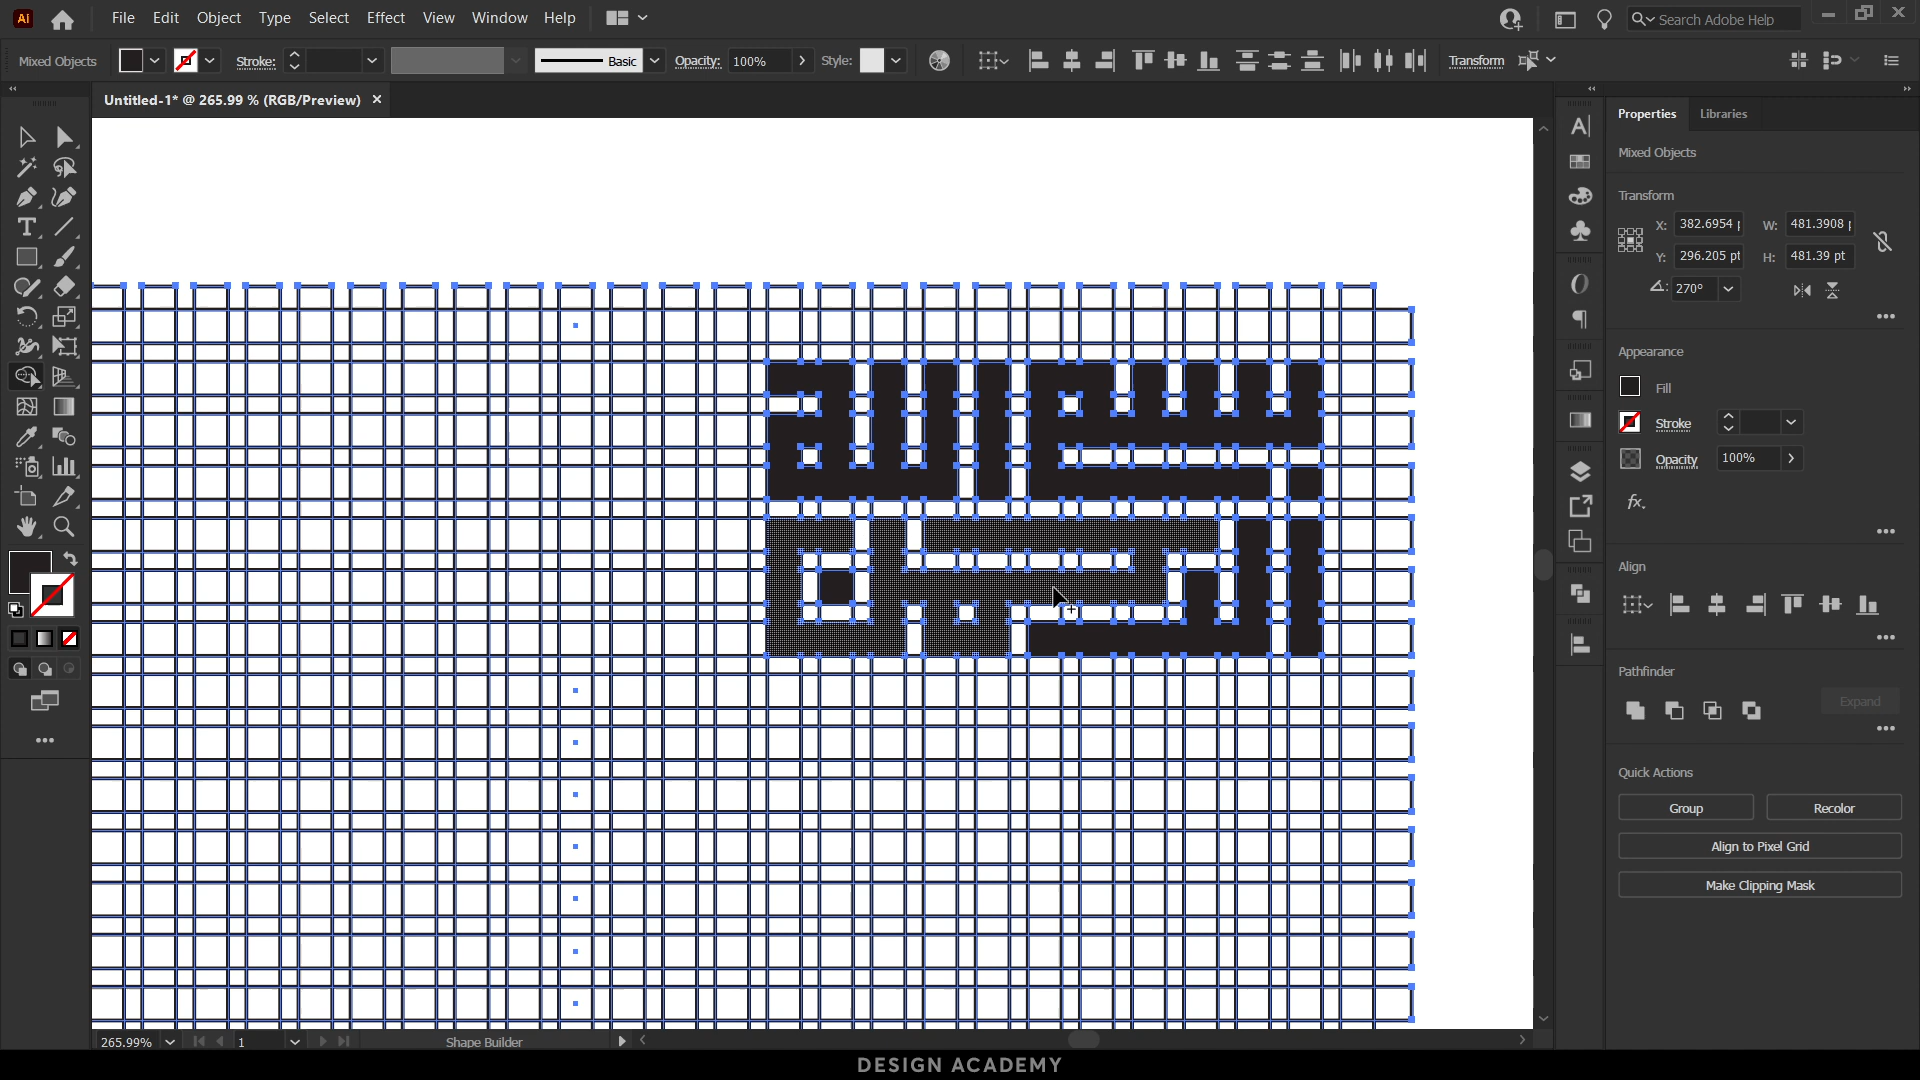 File Edit Object Type Select Effect View Window Help
Search Adobe Help
Mixed Objects Stroke: Basic Opacity: 100% Style: Transform
Untitled-1* @ 265.99 % (RGB/Preview)
Properties Libraries
Mixed Objects
Transform
X: 382.6954 W: 481.3908
Y: 296.205 pt H: 481.39 pt
270°
Appearance
Fill
Stroke
Opacity 100%
fx.
Align
Pathfinder
Expand
Quick Actions
Group Recolor
Align to Pixel Grid
Make Clipping Mask
265.99% 1 Shape Builder
DESIGN ACADEMY